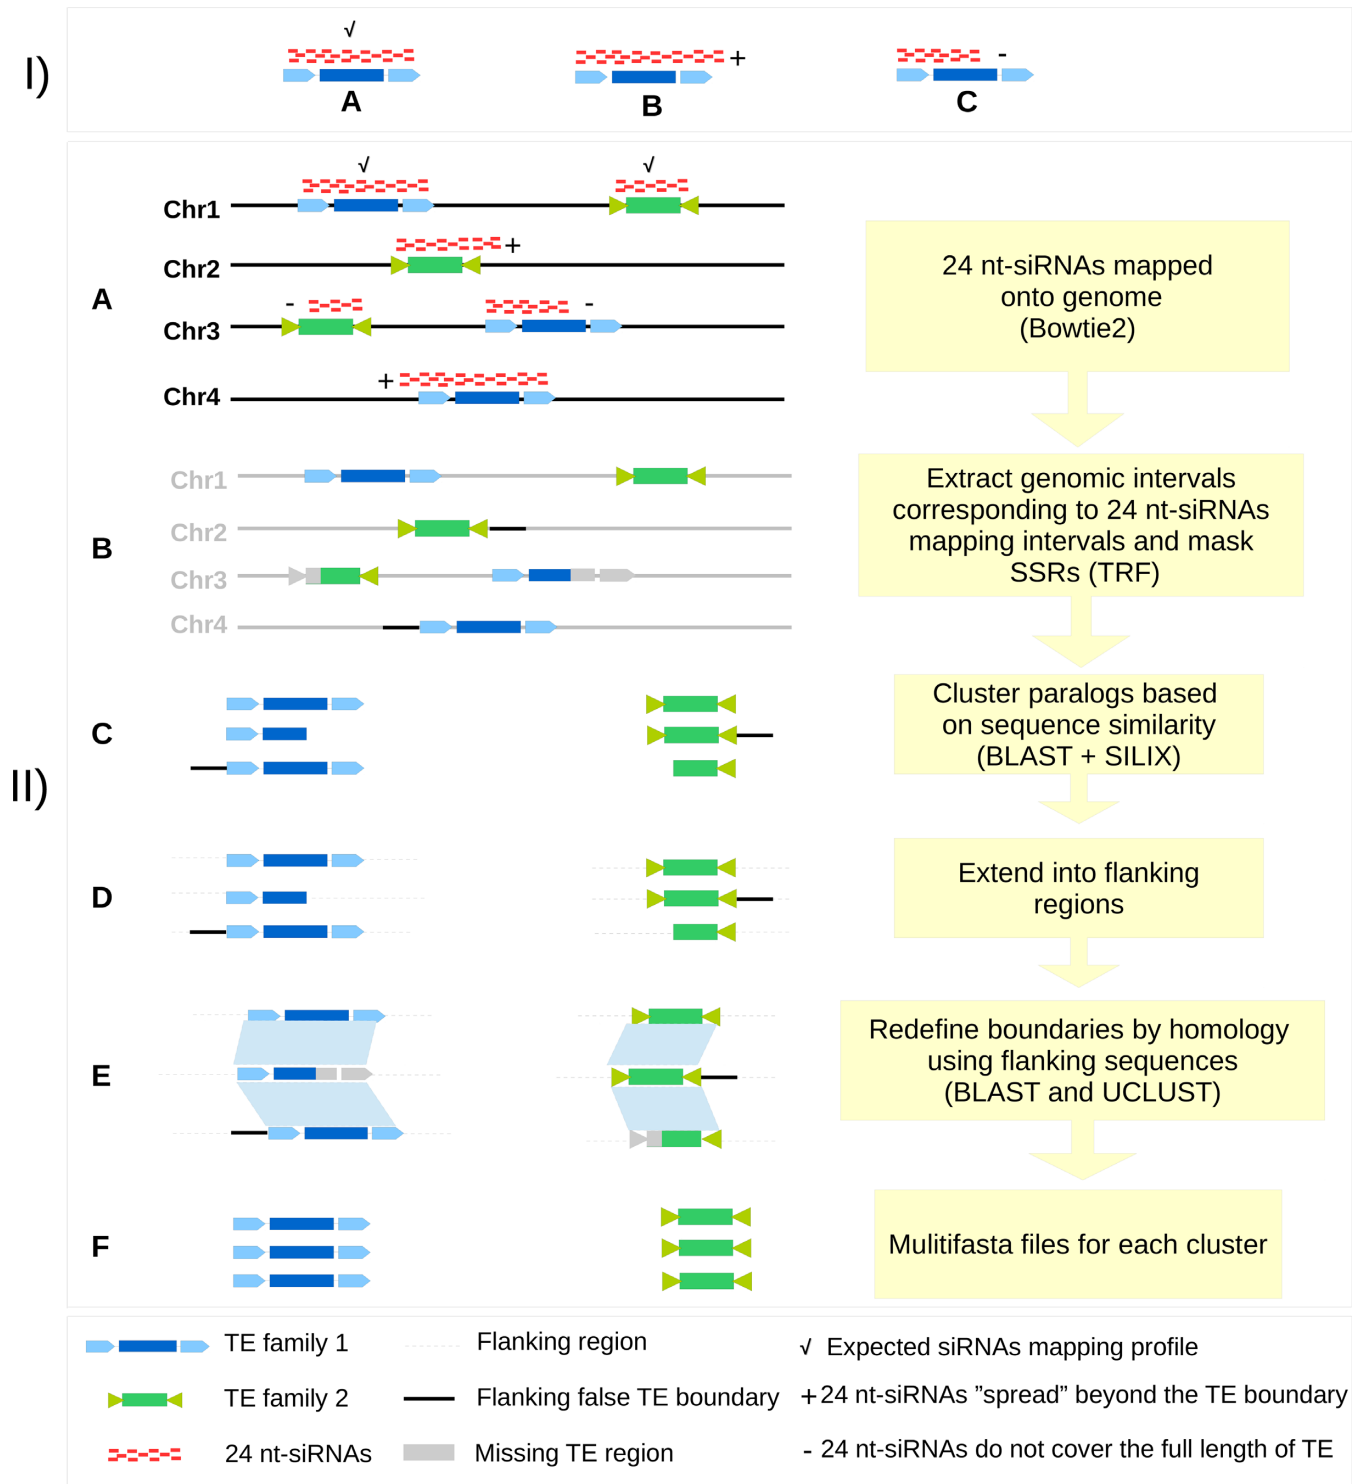 I)
√
+
-
A
B
C
II)
A
√
√
Chr1
+
Chr2
-
-
Chr3
+
Chr4
24 nt-siRNAs mapped
onto genome
(Bowtie2)
B
Chr1
Chr2
Chr3
Chr4
Extract genomic intervals
corresponding to 24 nt-siRNAs
mapping intervals and mask
SSRs (TRF)
C
Cluster paralogs based
on sequence similarity
(BLAST + SILIX)
D
Extend into flanking
regions
E
Redefine boundaries by homology
using flanking sequences
(BLAST and UCLUST)
F
Mulitifasta files for each cluster
TE family 1
Flanking region
√ Expected siRNAs mapping profile
TE family 2
Flanking false TE boundary
+ 24 nt-siRNAs ”spread” beyond the TE boundary
24 nt-siRNAs
Missing TE region
- 24 nt-siRNAs do not cover the full length of TE